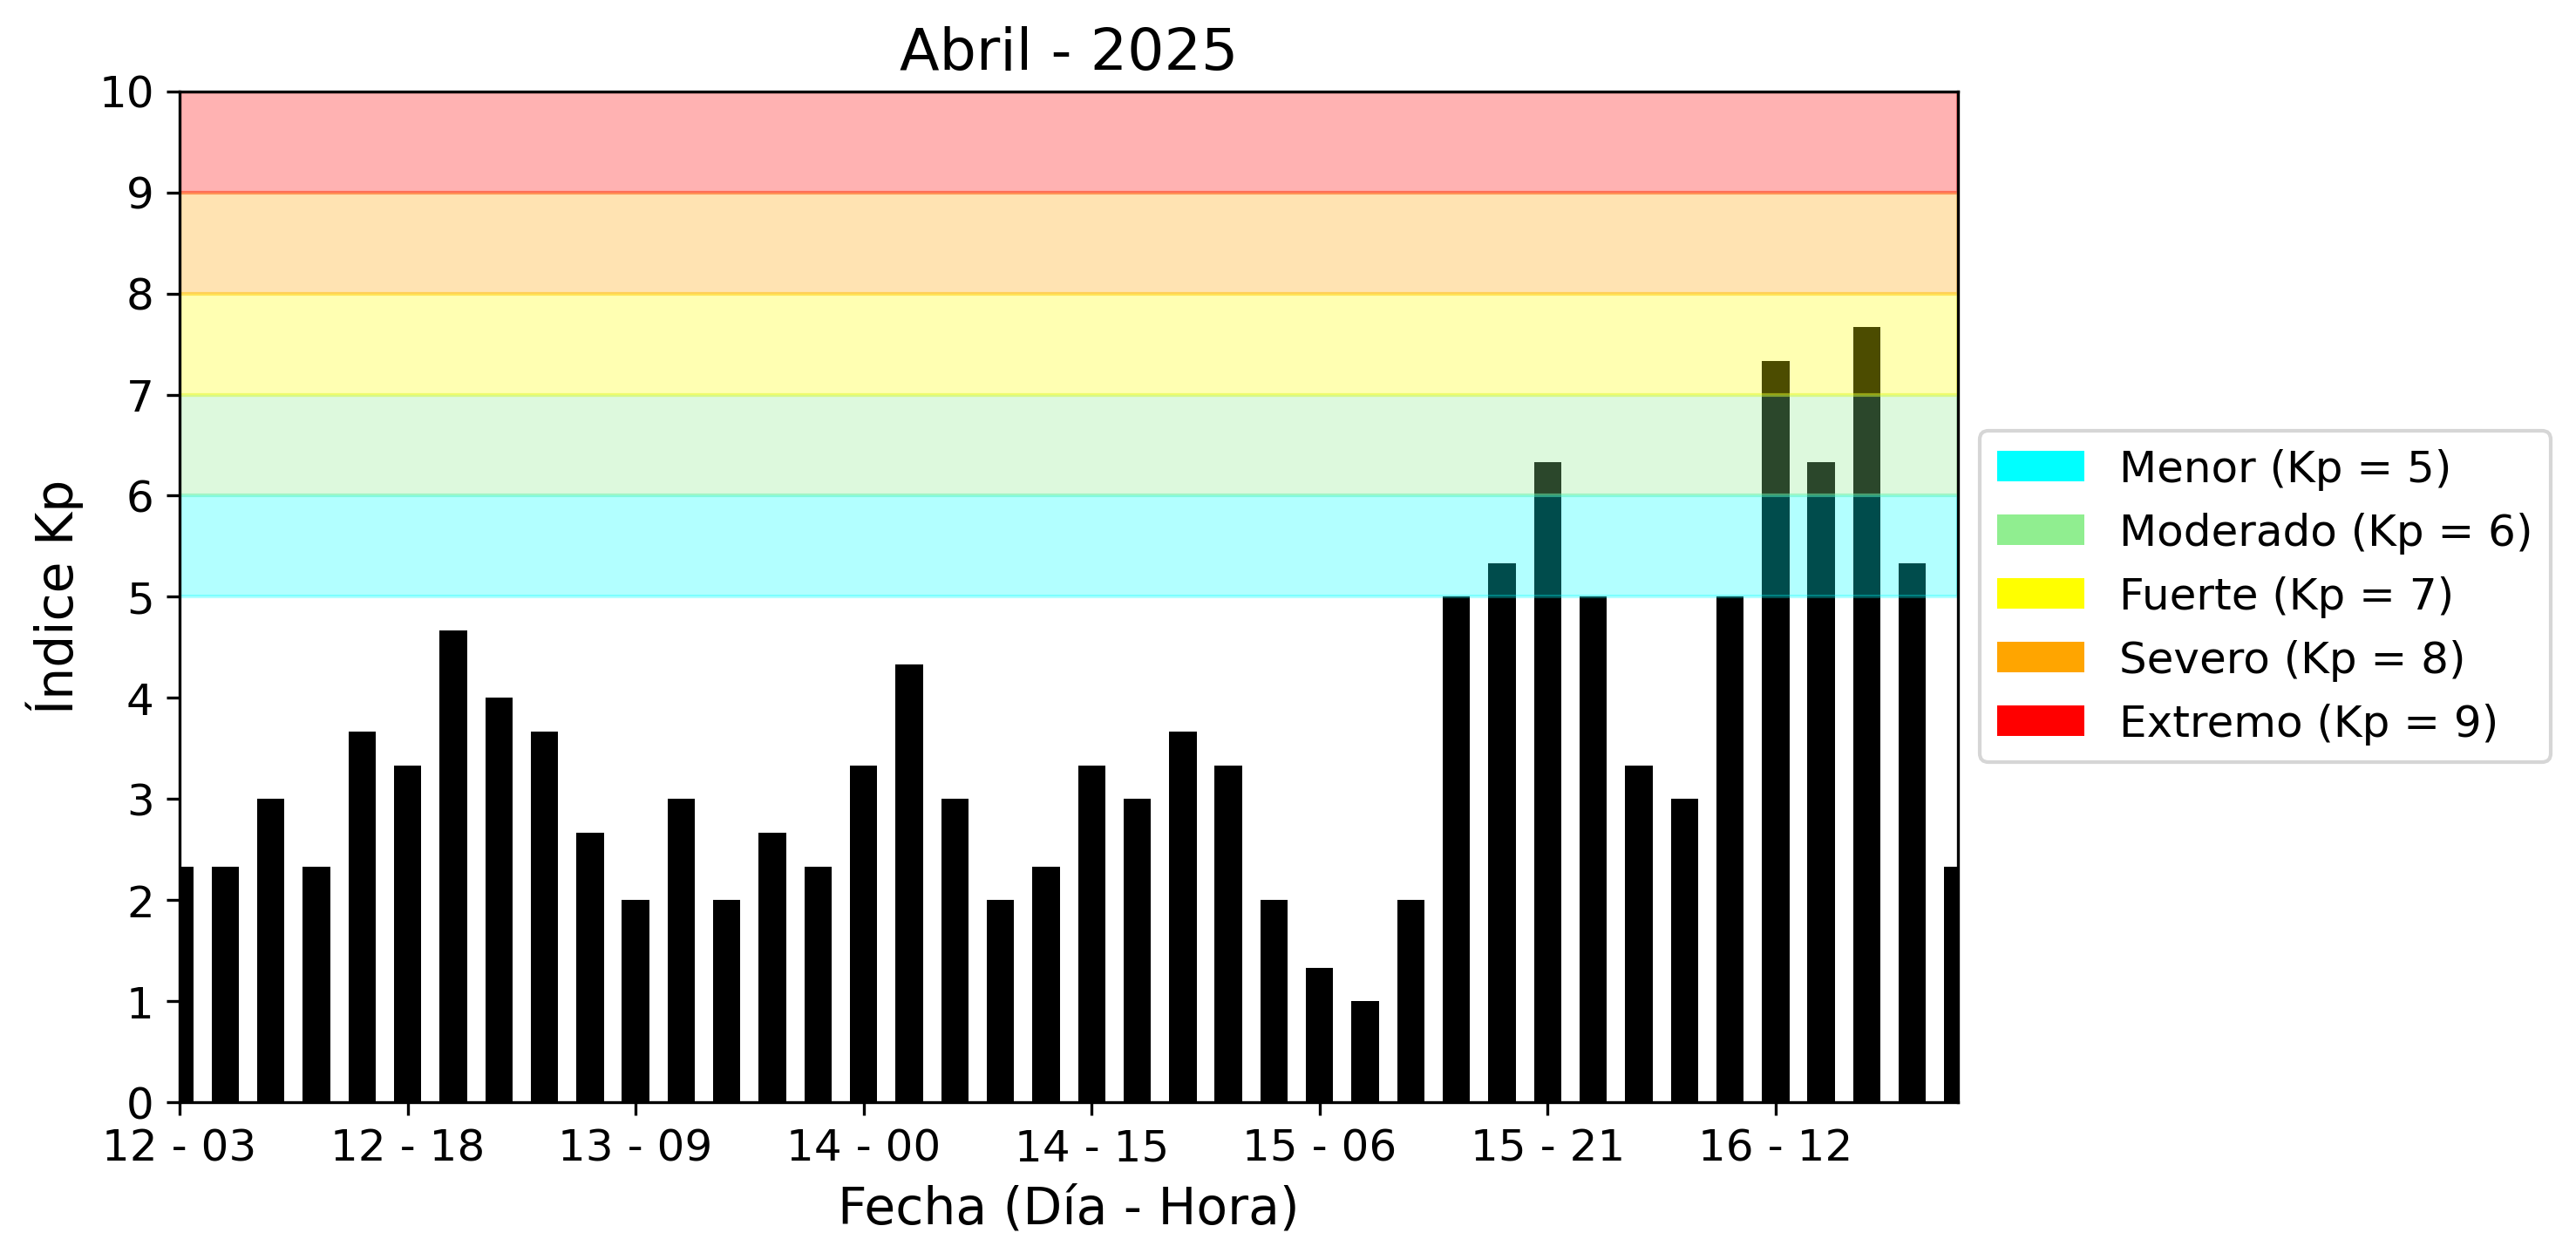 Abril - 2025
10
9
8
7
6
5
4
3
2
1
0
Índice Kp
12 - 03
12 - 18
13 - 09
14 - 00
14 - 15
15 - 06
15 - 21
16 - 12
Fecha (Día - Hora)
Menor (Kp = 5)
Moderado (Kp = 6)
Fuerte (Kp = 7)
Severo (Kp = 8)
Extremo (Kp = 9)